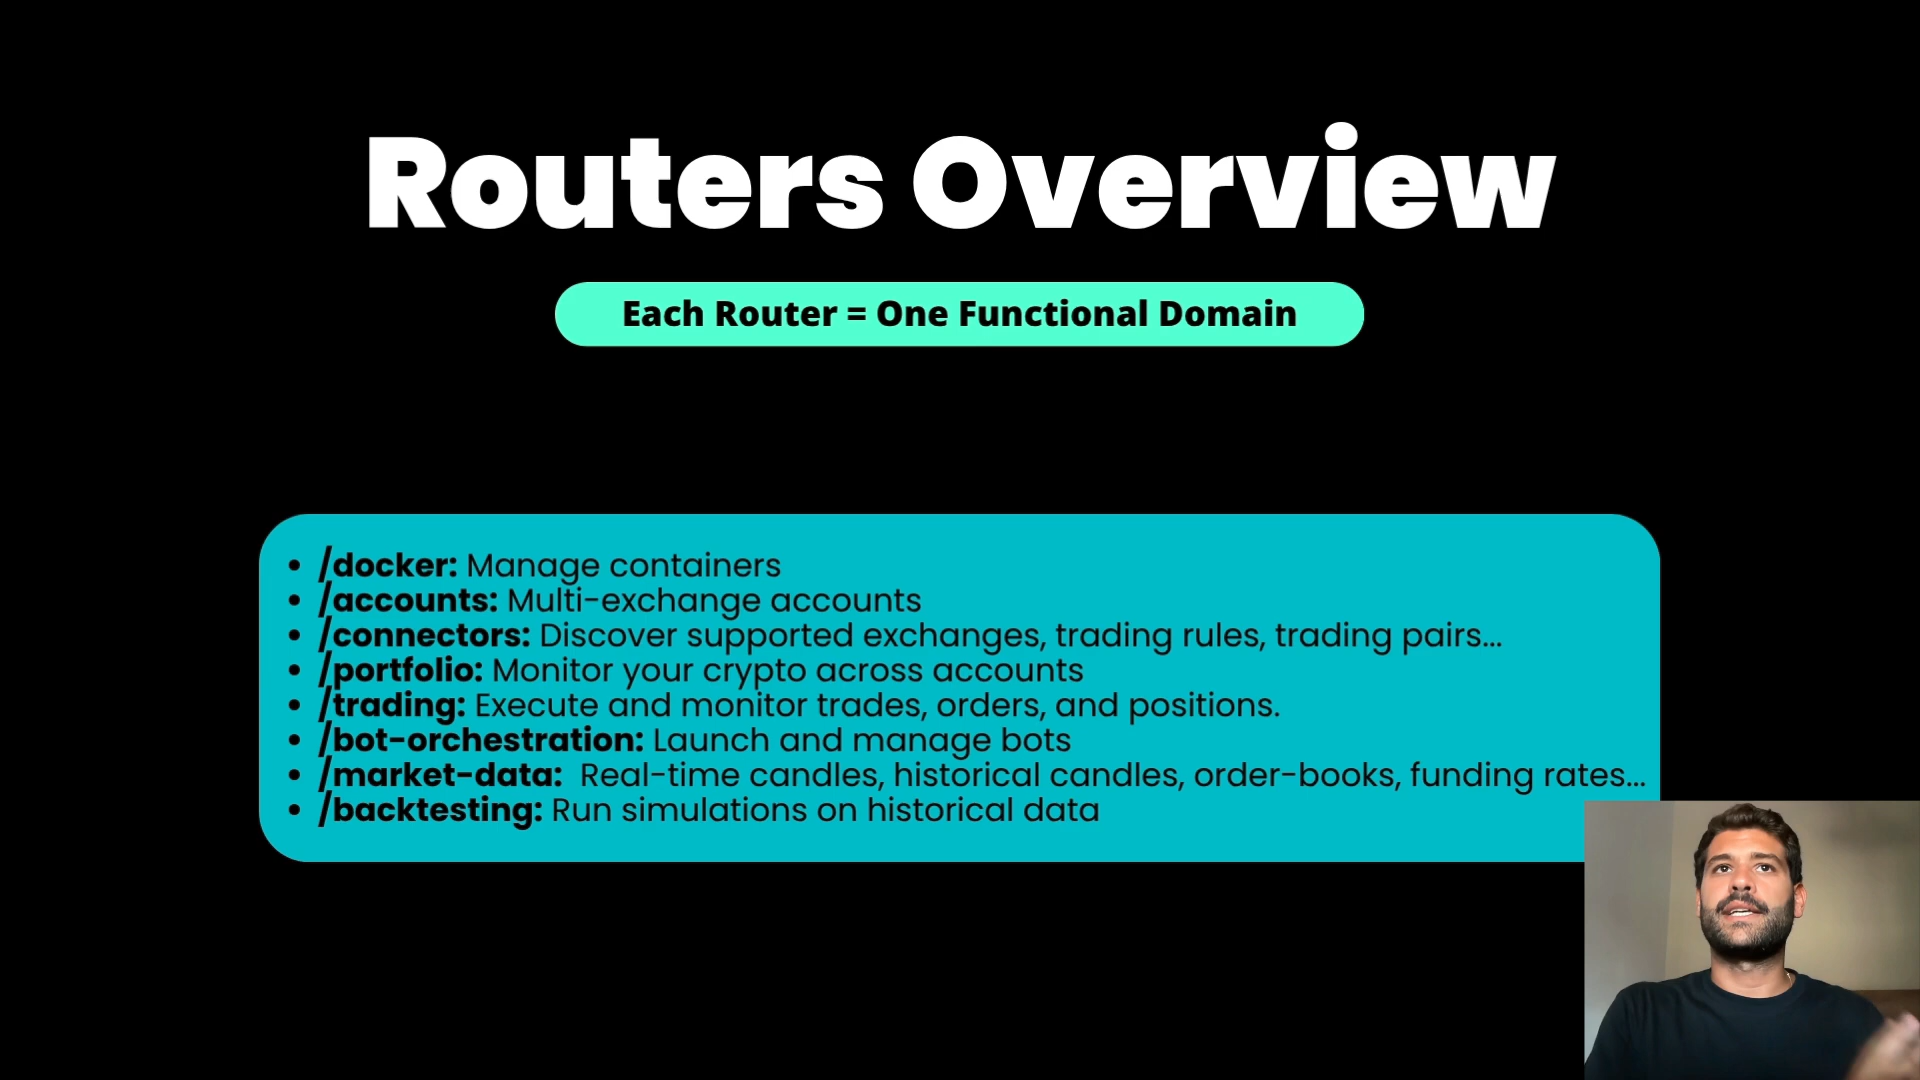 Routers Overview
Each Router = One Functional Domain
• /docker: Manage containers
• /accounts: Multi-exchange accounts
• /connectors: Discover supported exchanges, trading rules, trading pairs...
• /portfolio: Monitor your crypto across accounts
• /trading: Execute and monitor trades, orders, and positions.
• /bot-orchestration: Launch and manage bots
• /market-data:  Real-time candles, historical candles, order-books, funding rates...
• /backtesting: Run simulations on historical data